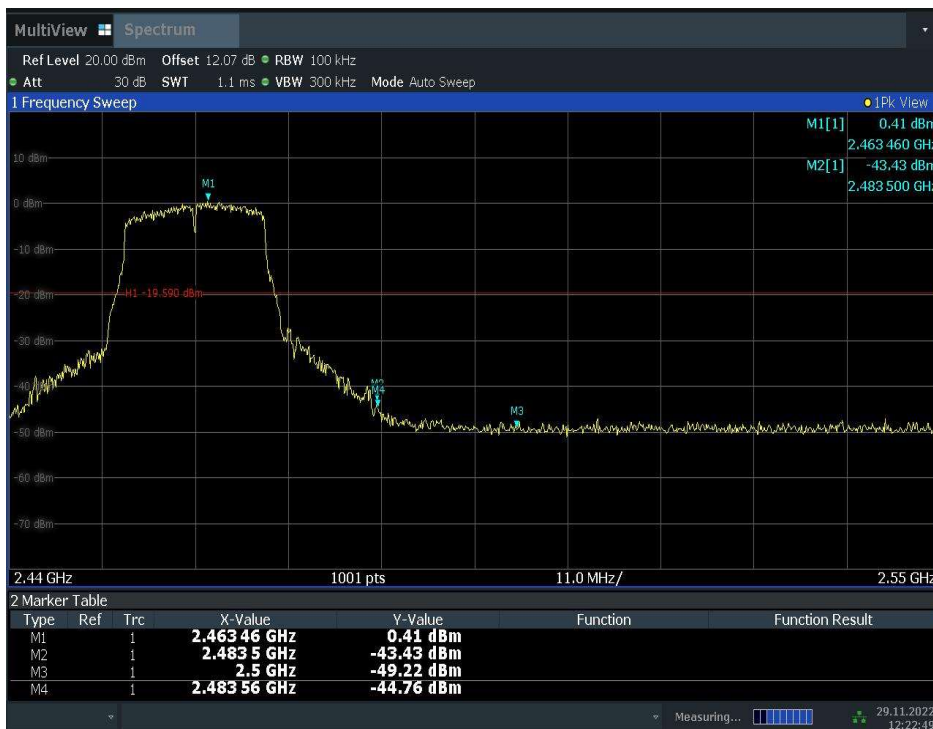 MultiView Spectrum
Ref Level 20.00 dBm Offset 12.07 dB RBW 100 kHz
Att 30 dB SWT 1.1 ms VBW 300 kHz Mode Auto Sweep
1 Frequency Sweep 1Pk View
M1[1] 0.41 dBm
2.463 460 GHz
M2[1] -43.43 dBm
2.483 500 GHz
10 dBm
M1
0 dBm
-10 dBm
-20 dBm H1 -19.590 dBm
-30 dBm
-40 dBm
M4
M3
-50 dBm
-60 dBm
-70 dBm
2.44 GHz 1001 pts 11.0 MHz/ 2.55 GHz
2 Marker Table
Type Ref Trc X-Value Y-Value Function Function Result
M1 1 2.463 46 GHz 0.41 dBm
M2 1 2.483 5 GHz -43.43 dBm
M3 1 2.5 GHz -49.22 dBm
M4 1 2.483 56 GHz -44.76 dBm
Measuring... 29.11.2022
12:22:49